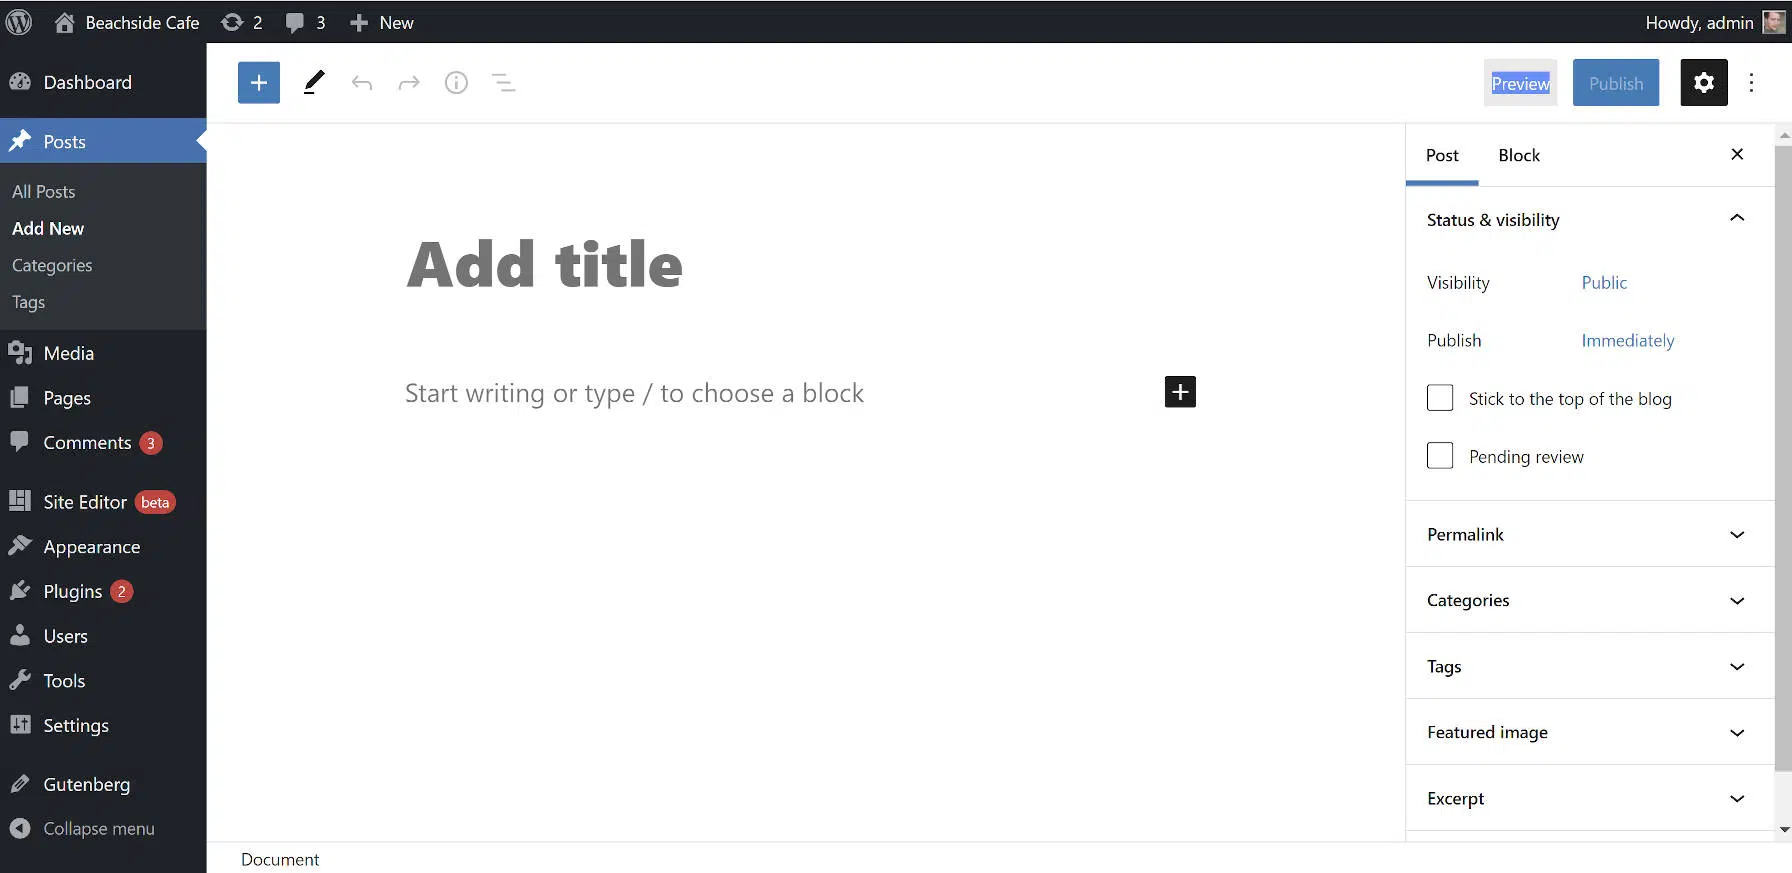 Beachside Cafe 2 3 New Howdy, admin
Dashboard
Posts
All Posts
Add New
Categories
Tags
Media
Pages
Comments 3
Site Editor beta
Appearance
Plugins 2
Users
Tools
Settings
Gutenberg
Collapse menu
Preview Publish
Add title
Start writing or type / to choose a block
Post Block
Status & visibility
Visibility Public
Publish Immediately
Stick to the top of the blog
Pending review
Permalink
Categories
Tags
Featured image
Excerpt
Document